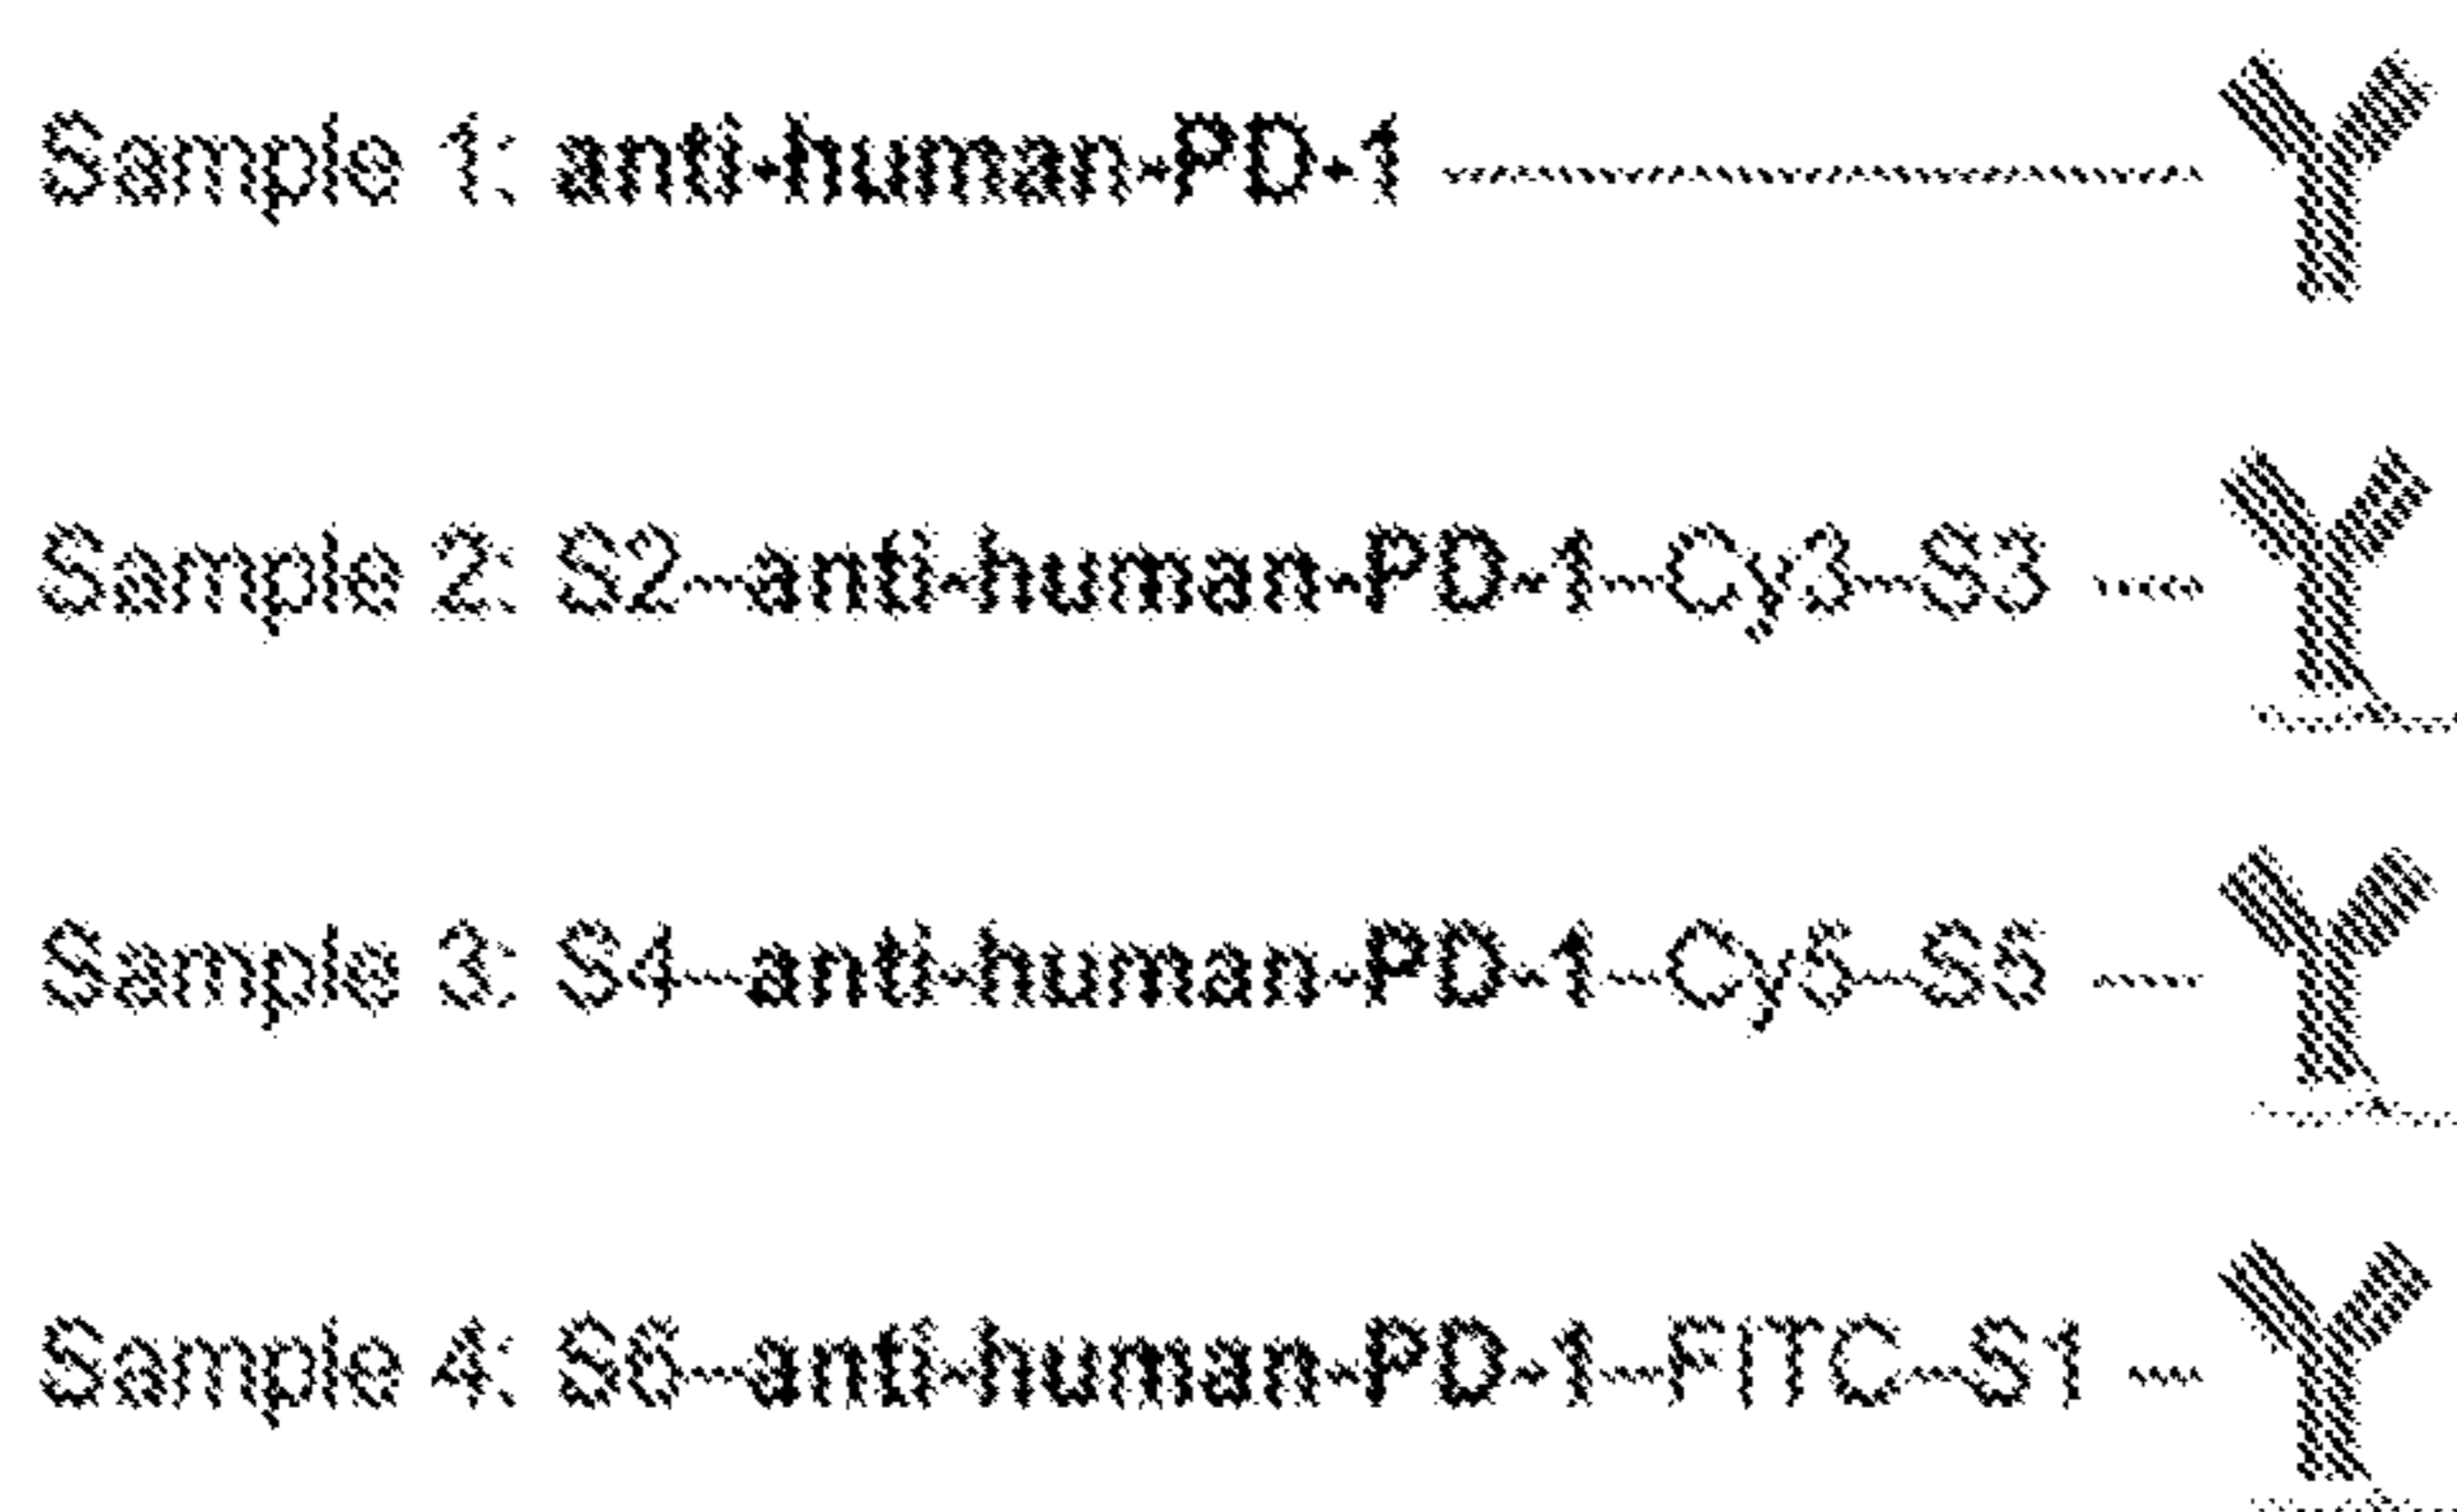 Sample 1: anti-human-PD-1
Sample 2: S2--anti-human-PD-1--Cy3--S3
Sample 3: S4--anti-human-PD-1--Cy5--S5
Sample 4: S6--anti-human-PD-1--FITC--S1